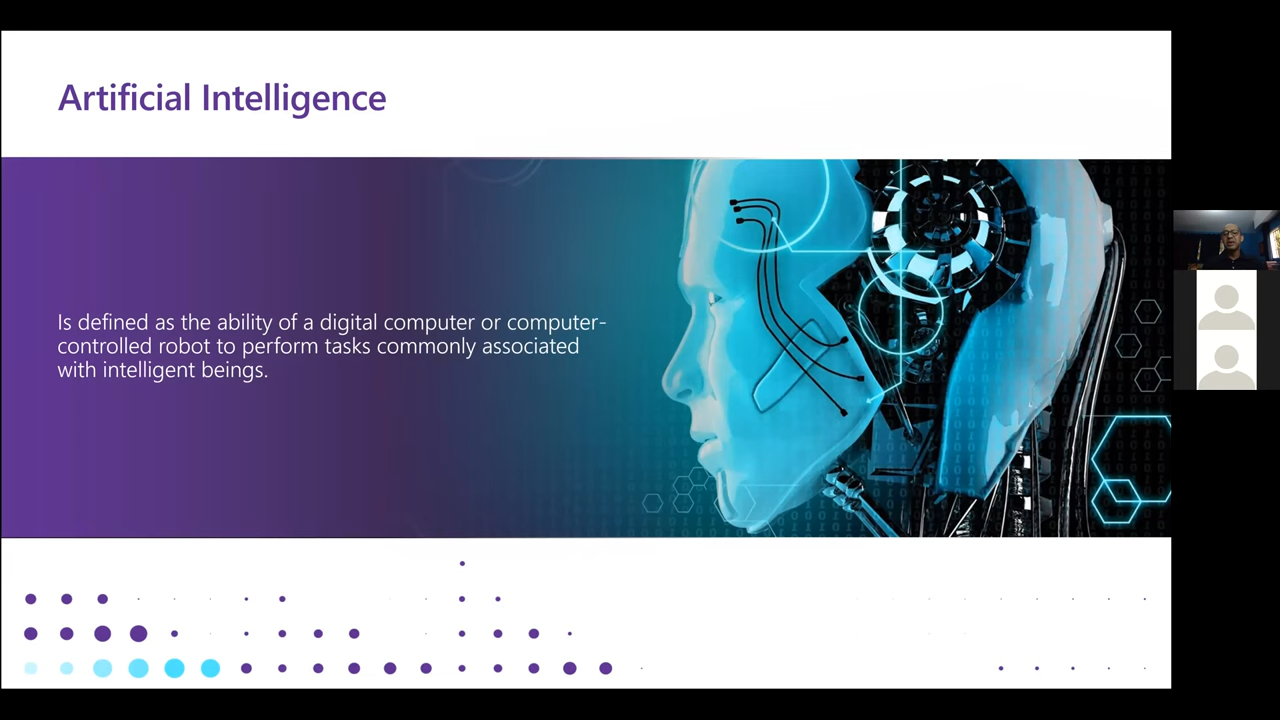 Artificial Intelligence
Is defined as the ability of a digital computer or computer-
controlled robot to perform tasks commonly associated
with intelligent beings.